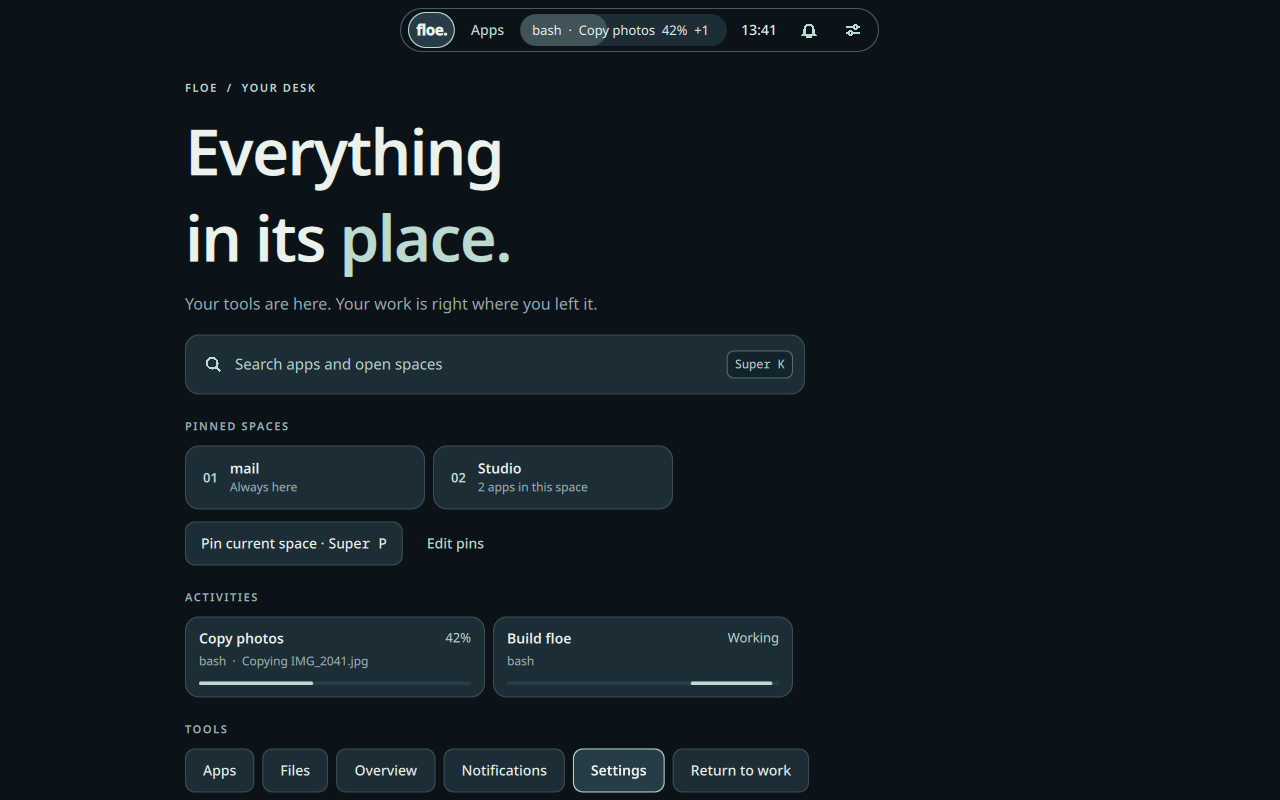 floe. Apps bash · Copy photos 42% +1 13:41
FLOE / YOUR DESK
Everything
in its place.
Your tools are here. Your work is right where you left it.
Search apps and open spaces Super K
PINNED SPACES
01 mail
Always here
02 Studio
2 apps in this space
Pin current space · Super P Edit pins
ACTIVITIES
Copy photos 42%
bash · Copying IMG_2041.jpg
Build floe Working
bash
TOOLS
Apps Files Overview Notifications Settings Return to work